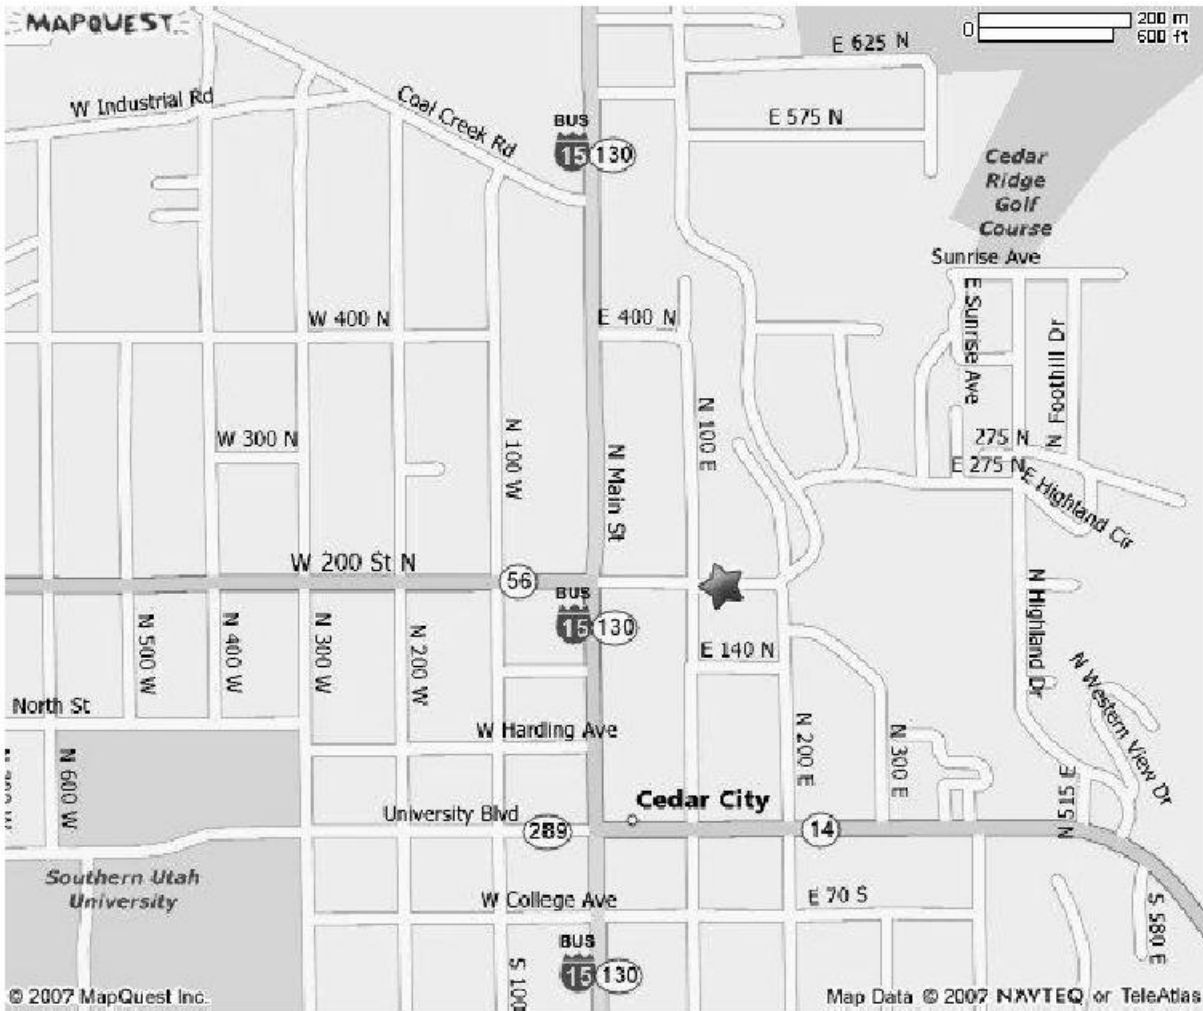 MAPQUEST
0
200 m
600 ft
E 625 N
W Industrial Rd
Coal Creek Rd
E 575 N
BUS
15
130
Cedar
Ridge
Golf
Course
Sunrise Ave
E Sunrise Ave
N Foothill Dr
W 400 N
E 400 N
N 100 E
N 100 W
N Main St
W 300 N
275 N
E 275 N
E Highland Cir
W 200 St N
56
BUS
15
130
N Highland Dr
N Western View Dr
N 500 W
N 400 W
N 300 W
N 200 W
E 140 N
North St
W Harding Ave
N 200 E
N 300 E
N 600 W
N 515 E
University Blvd
289
Cedar City
14
Southern Utah
University
W College Ave
E 70 S
S 580 E
BUS
15
130
S 100
© 2007 MapQuest Inc.
Map Data © 2007 NAVTEQ or TeleAtlas